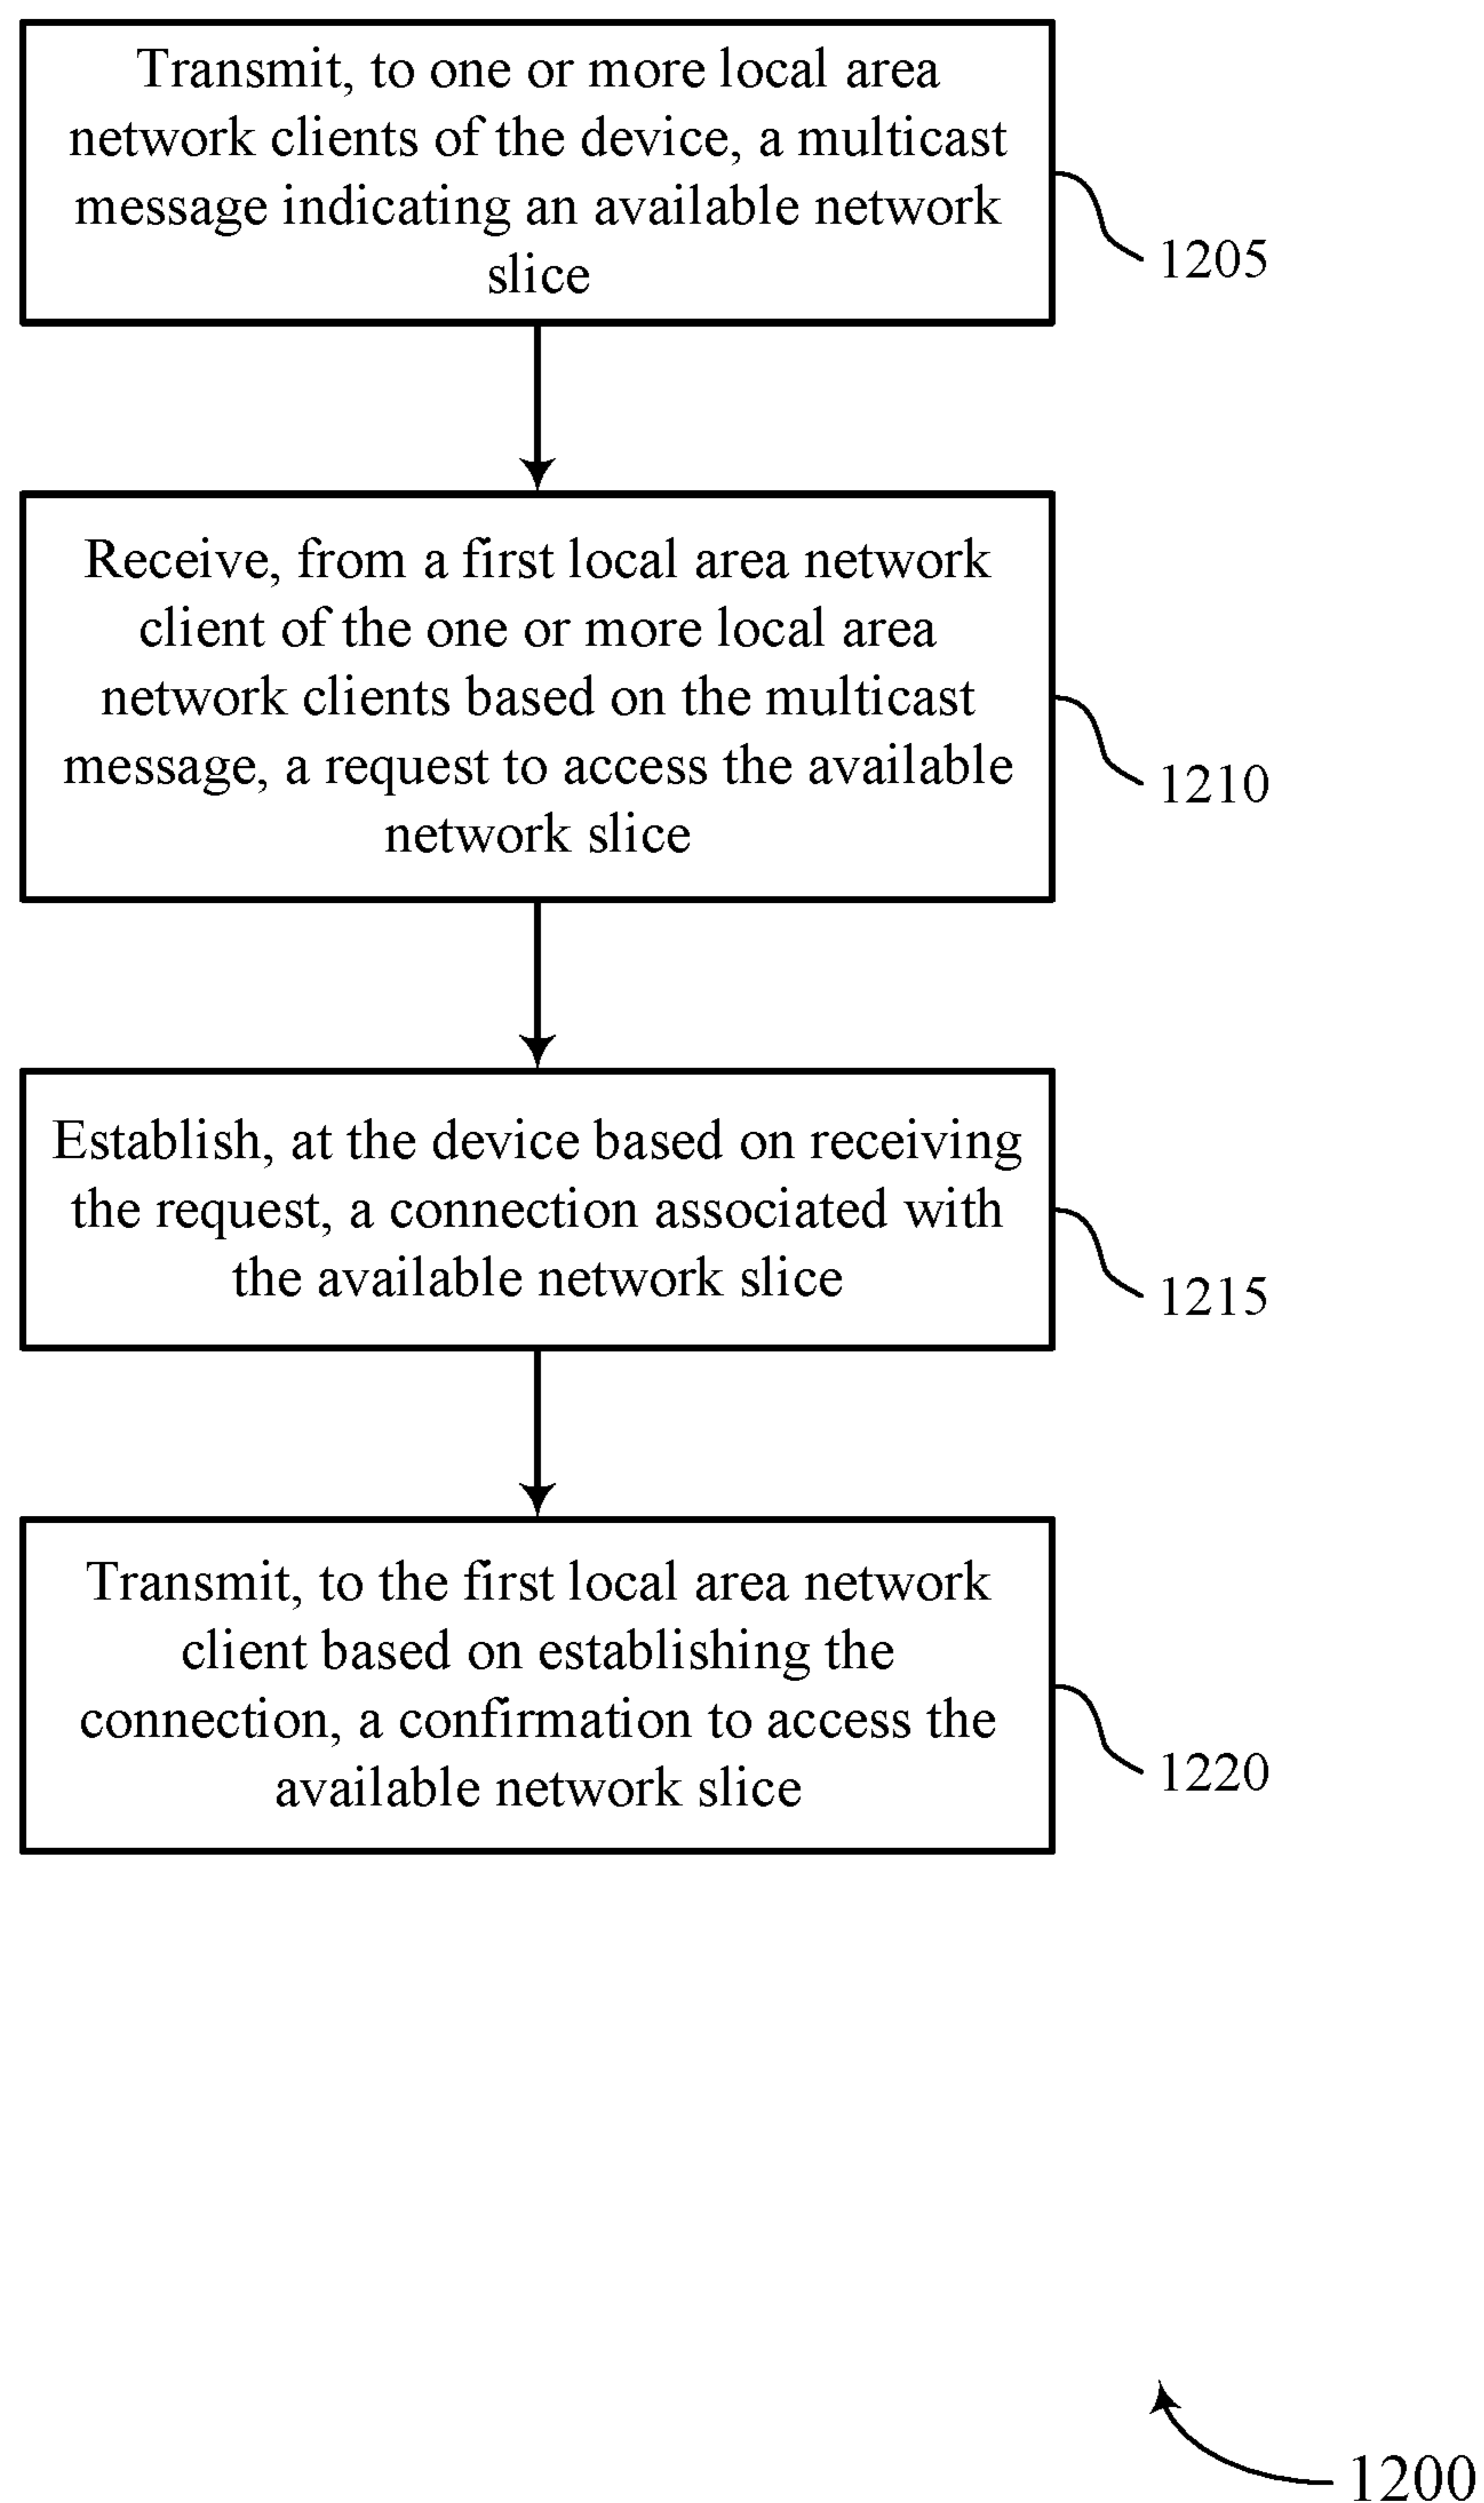 Transmit, to one or more local area
network clients of the device, a multicast
message indicating an available network
slice
1205
Receive, from a first local area network
client of the one or more local area
network clients based on the multicast
message, a request to access the available
network slice
1210
Establish, at the device based on receiving
the request, a connection associated with
the available network slice
1215
Transmit, to the first local area network
client based on establishing the
connection, a confirmation to access the
available network slice
1220
1200